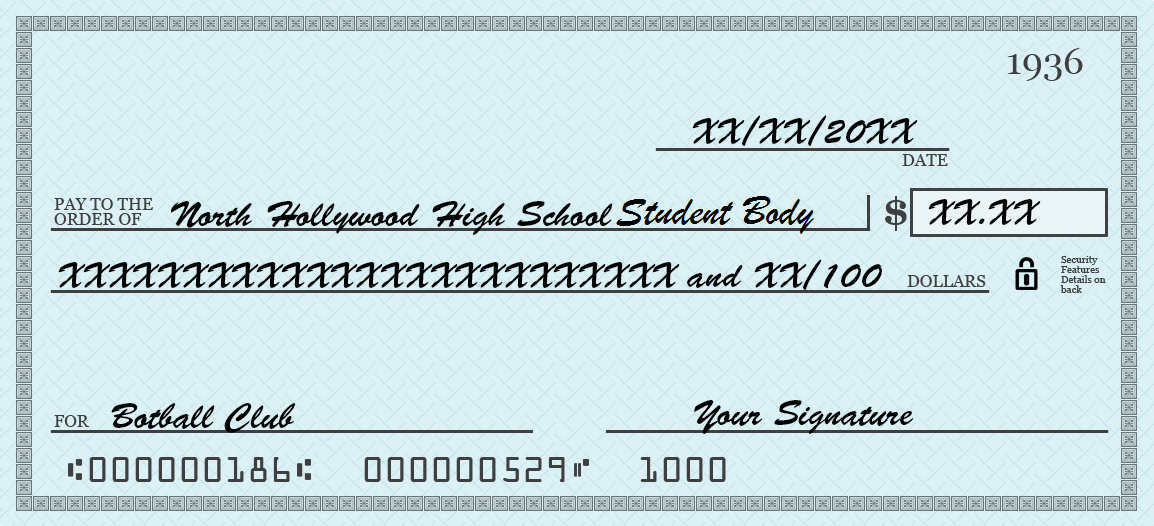 1936
XX/XX/20XX
DATE
PAY TO THE
ORDER OF
North Hollywood High School Student Body
$ XX.XX
XXXXXXXXXXXXXXXXXXXXXXXXX and XX/100 DOLLARS
Security
Features
Details on
back
FOR Botball Club
Your Signature
⑆000000186⑆ 000000529⑈ 1000